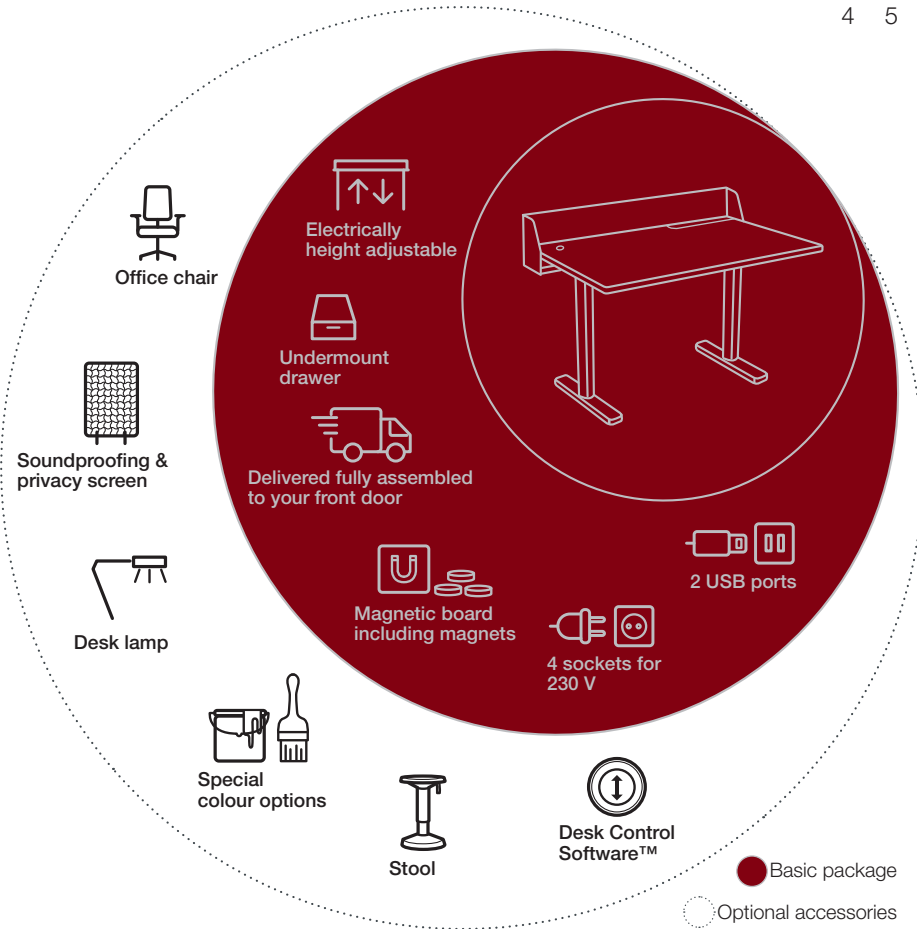 4 5
Electrically
height adjustable
Office chair
Undermount
drawer
Soundproofing &
privacy screen
Delivered fully assembled
to your front door
2 USB ports
Magnetic board
including magnets
Desk lamp
4 sockets for
230 V
Special
colour options
Desk Control
Software™
Stool
Basic package
Optional accessories